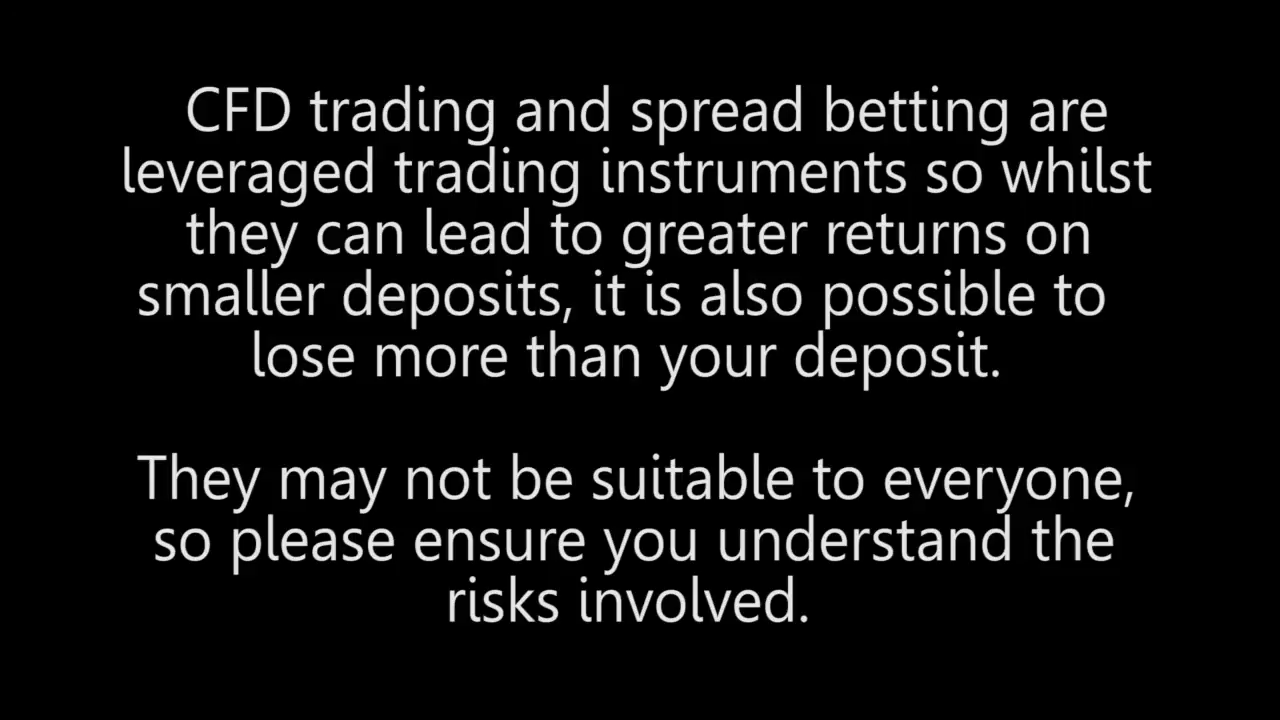 CFD trading and spread betting are
leveraged trading instruments so whilst
they can lead to greater returns on
smaller deposits, it is also possible to
lose more than your deposit.
They may not be suitable to everyone,
so please ensure you understand the
risks involved.